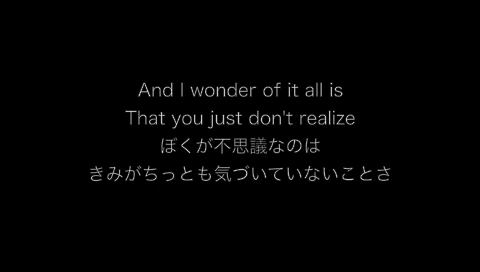 And I wonder of it all is
That you just don't realize
ぼくが不思議なのは
きみがちっとも気づいていないことさ